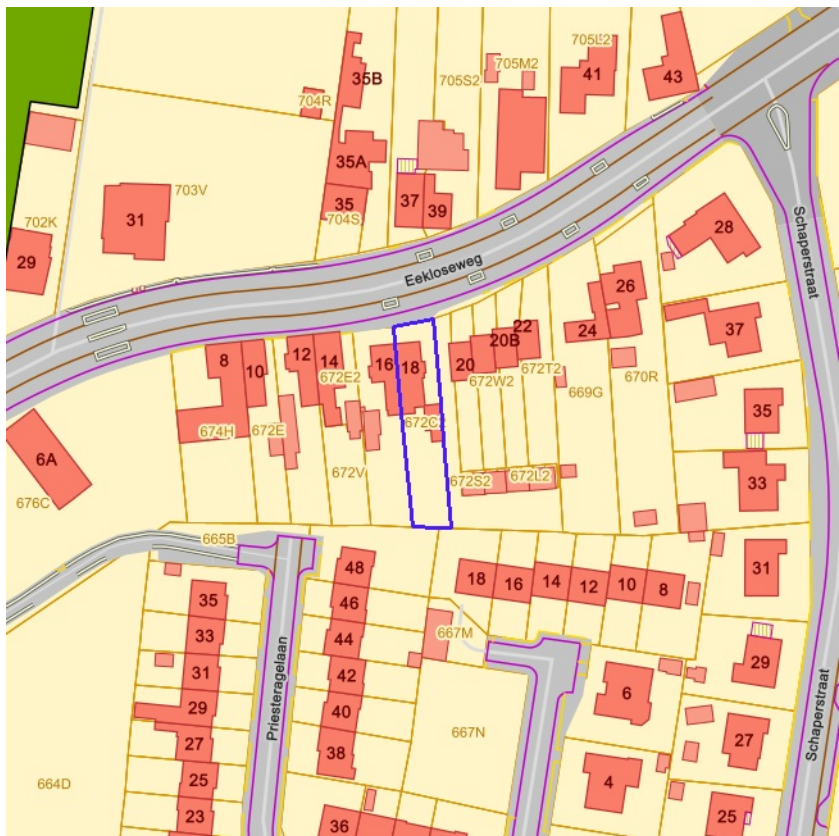 35B
705S2
705M2
705L2
41
43
704R
35A
703V
31
35
704S
37
39
702K
29
Eekloseweg
Schaperstraat
28
26
24
37
8
10
12
14
16
18
20
20B
22
672E2
672W2
672T2
669G
670R
35
33
674H
672E
672V
672C2
672S2
672L2
6A
676C
665B
48
18
16
14
12
10
8
31
35
46
33
44
667M
29
31
42
6
Priesteragelaan
29
40
Schaperstraat
27
38
667N
27
664D
25
4
23
36
25